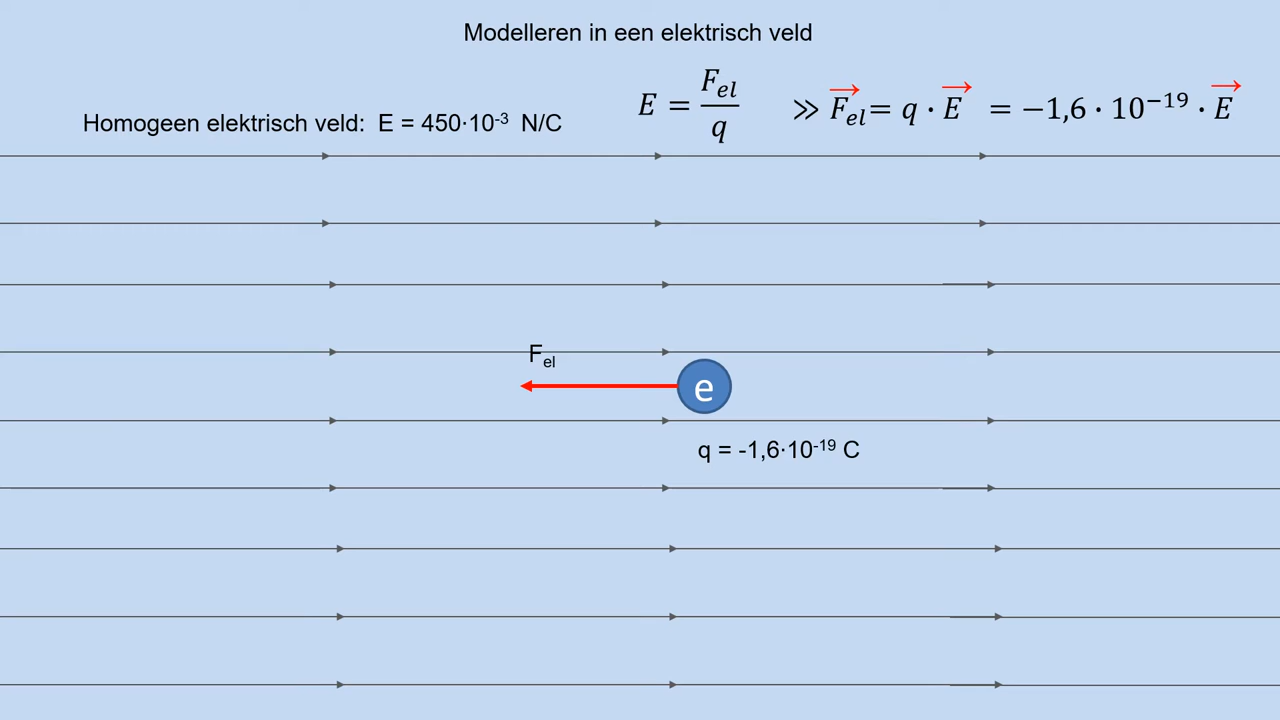 Modelleren in een elektrisch veld
Homogeen elektrisch veld: E = 450·10⁻³ N/C
E = F_el / q ≫ F⃗_el = q · E⃗ = −1,6 · 10⁻¹⁹ · E⃗
F_el
e
q = -1,6·10⁻¹⁹ C